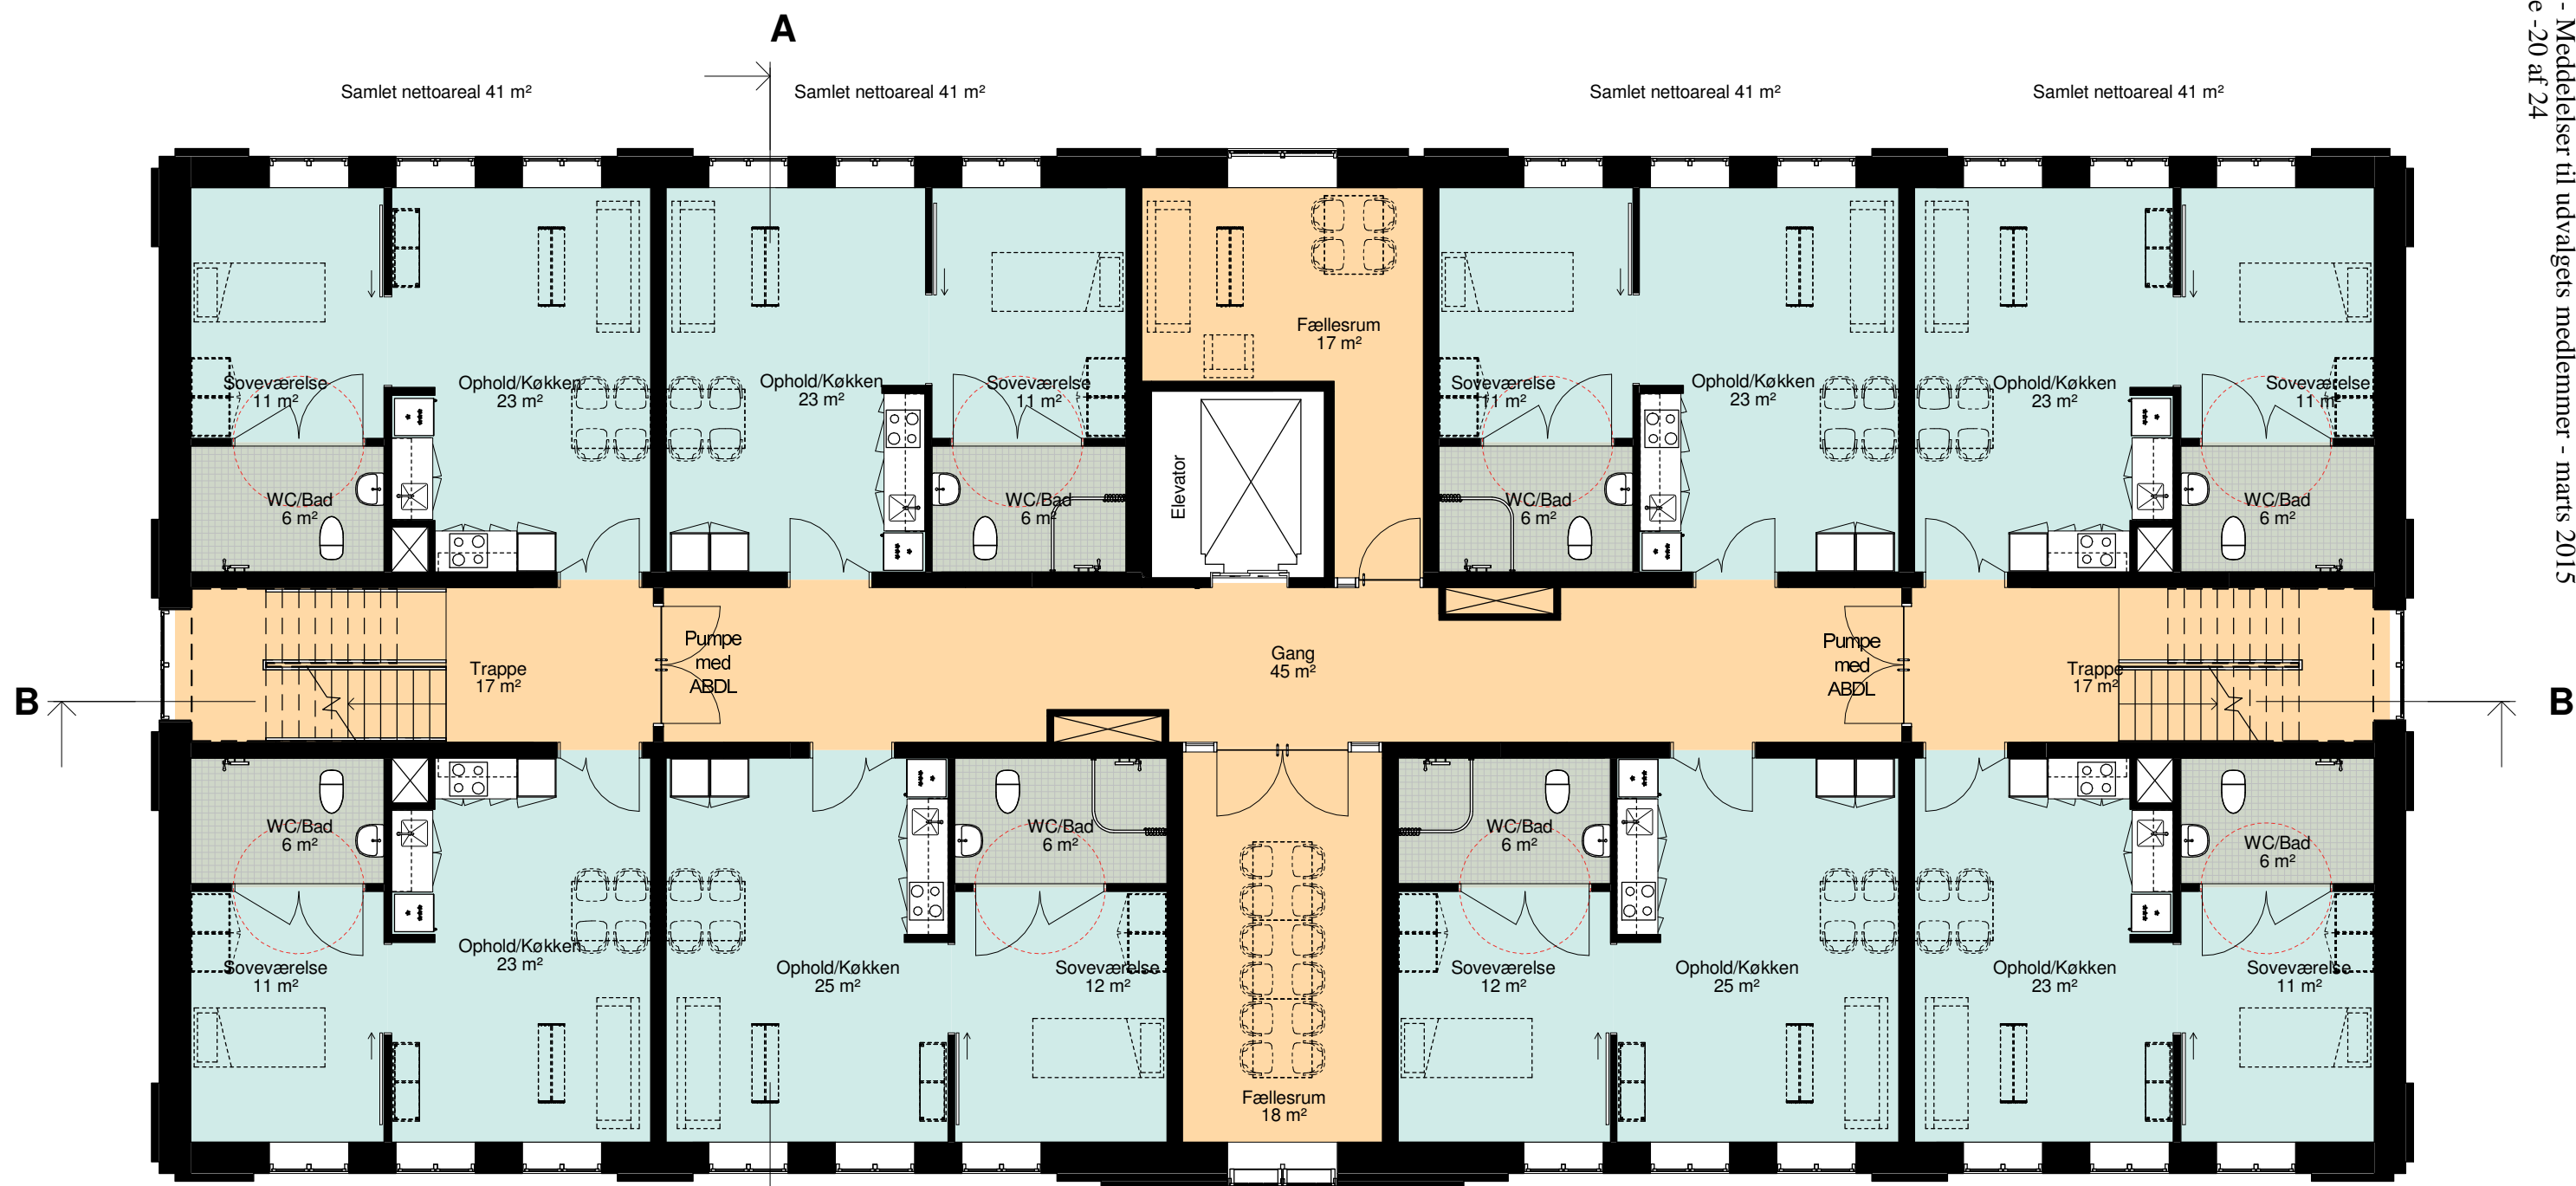 A
- Meddelelser til udvalgets medlemmer - marts 2015
e -20 af 24
Samlet nettoareal 41 m²
Samlet nettoareal 41 m²
Samlet nettoareal 41 m²
Samlet nettoareal 41 m²
Fællesrum
17 m²
Soveværelse
11 m²
Ophold/Køkken
23 m²
Ophold/Køkken
23 m²
Soveværelse
11 m²
Soveværelse
11 m²
Ophold/Køkken
23 m²
Ophold/Køkken
23 m²
Soveværelse
11 m²
Elevator
WC/Bad
6 m²
WC/Bad
6 m²
WC/Bad
6 m²
WC/Bad
6 m²
Trappe
17 m²
Pumpe
med
ABDL
Gang
45 m²
Pumpe
med
ABDL
Trappe
17 m²
B
B
WC/Bad
6 m²
WC/Bad
6 m²
WC/Bad
6 m²
WC/Bad
6 m²
Soveværelse
11 m²
Ophold/Køkken
23 m²
Ophold/Køkken
25 m²
Soveværelse
12 m²
Soveværelse
12 m²
Ophold/Køkken
25 m²
Ophold/Køkken
23 m²
Soveværelse
11 m²
Fællesrum
18 m²